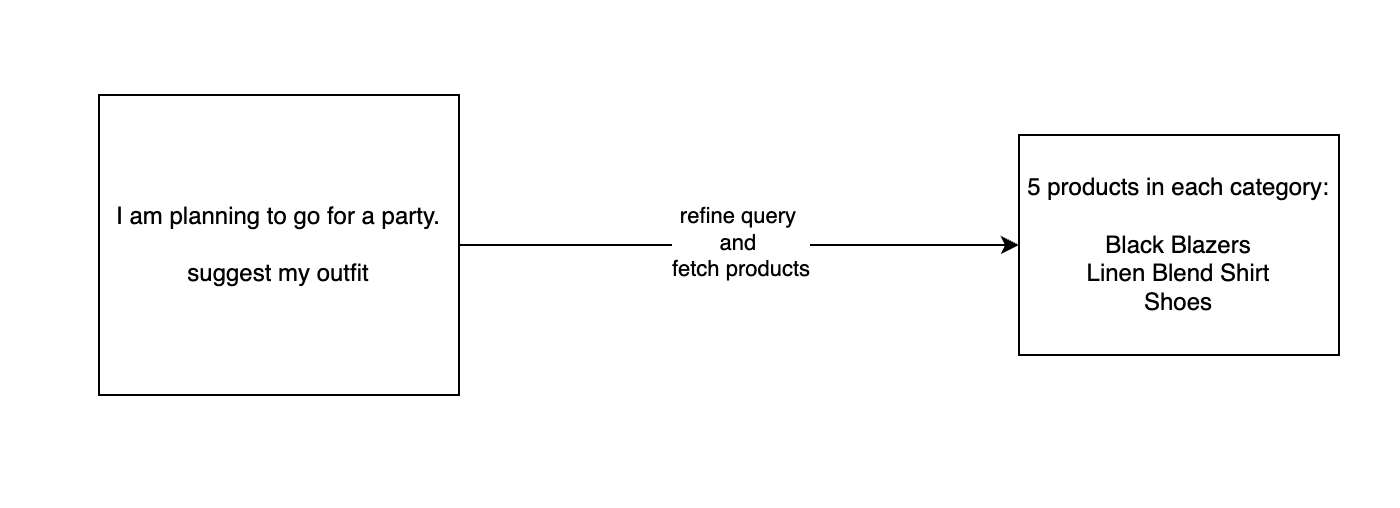 I am planning to go for a party.
suggest my outfit
refine query
and
fetch products
5 products in each category:
Black Blazers
Linen Blend Shirt
Shoes